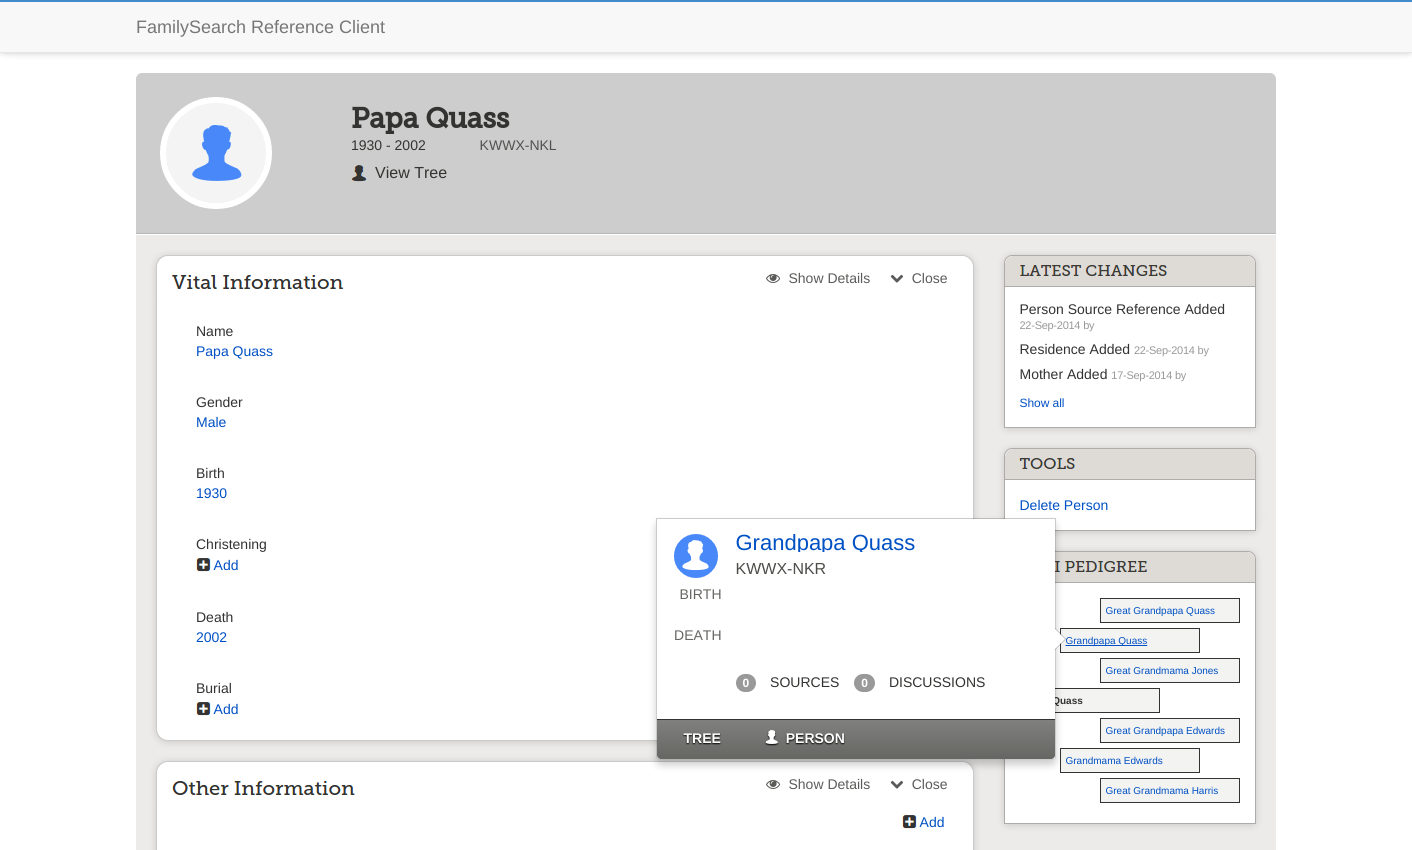 FamilySearch Reference Client
Papa Quass
1930 - 2002 KWWX-NKL
View Tree
Vital Information
Show Details Close
Name
Papa Quass
Gender
Male
Birth
1930
Christening
Add
Death
2002
Burial
Add
Other Information
Show Details Close
Add
Grandpapa Quass
KWWX-NKR
BIRTH
DEATH
0 SOURCES 0 DISCUSSIONS
TREE PERSON
LATEST CHANGES
Person Source Reference Added
22-Sep-2014 by
Residence Added 22-Sep-2014 by
Mother Added 17-Sep-2014 by
Show all
TOOLS
Delete Person
I PEDIGREE
Great Grandpapa Quass
Grandpapa Quass
Great Grandmama Jones
Quass
Great Grandpapa Edwards
Grandmama Edwards
Great Grandmama Harris